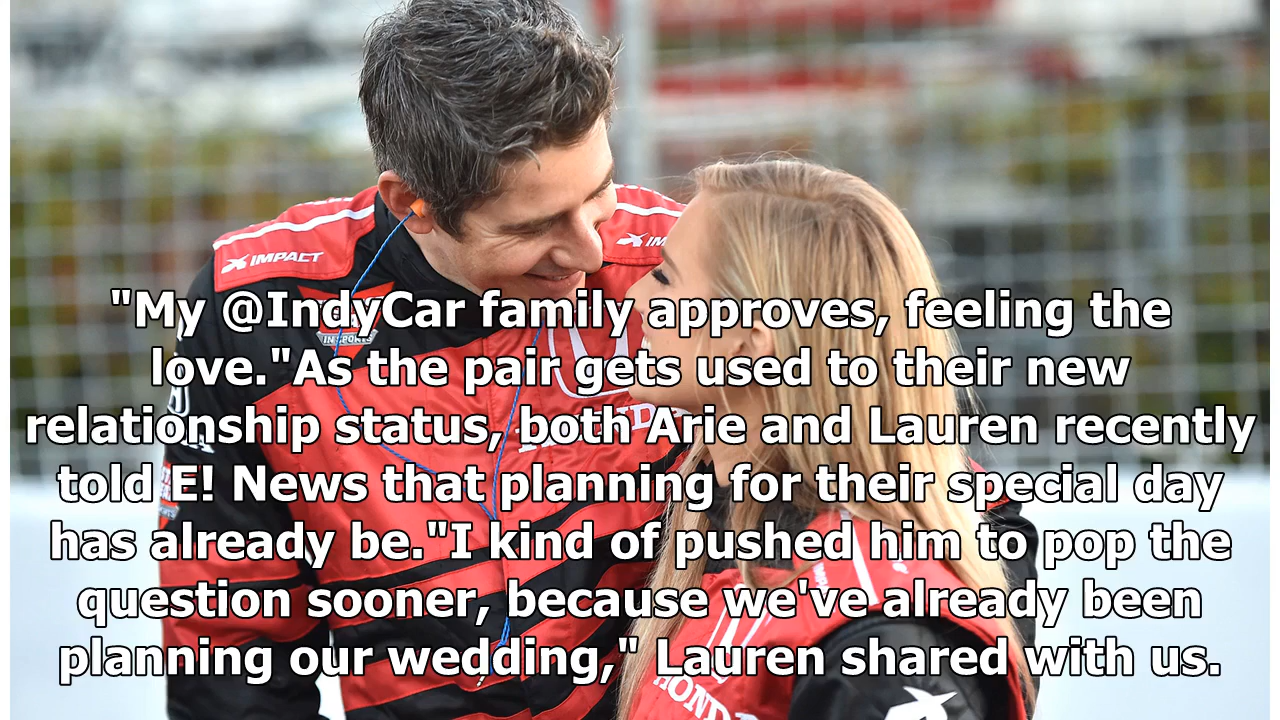 IMPACT
"My @IndyCar family approves, feeling the
love."As the pair gets used to their new
relationship status, both Arie and Lauren recently
told E! News that planning for their special day
has already be."I kind of pushed him to pop the
question sooner, because we've already been
planning our wedding," Lauren shared with us.
HONDA